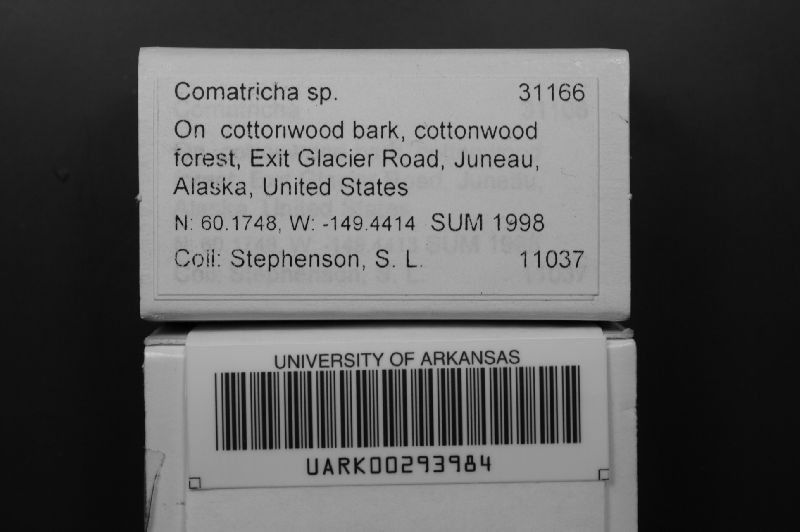 Comatricha sp. 31166
On cottonwood bark, cottonwood
forest, Exit Glacier Road, Juneau,
Alaska, United States
N: 60.1748, W: -149.4414 SUM 1998
Coll: Stephenson, S. L. 11037
UNIVERSITY OF ARKANSAS
UARK00293984